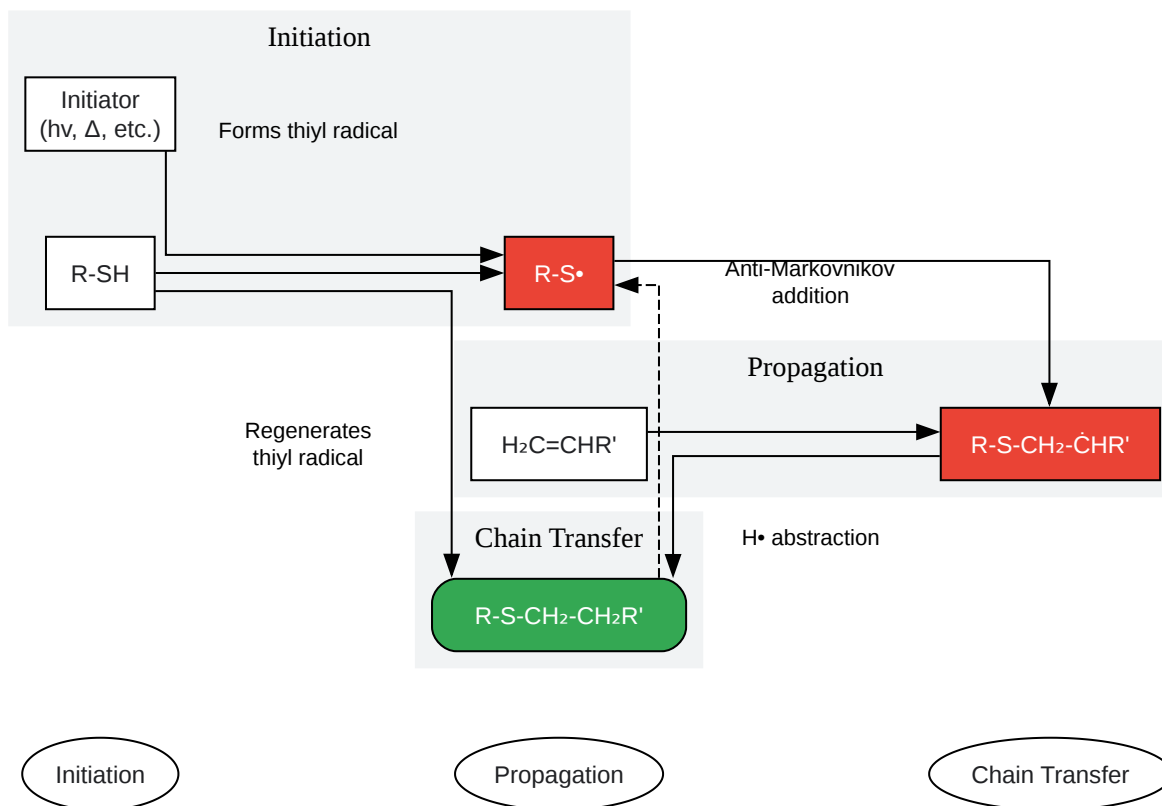 Initiation
Initiator
(hv, Δ, etc.)
Forms thiyl radical
R-SH
R-S•
Anti-Markovnikov
addition
Propagation
Regenerates
thiyl radical
H₂C=CHR'
R-S-CH₂-ĊHR'
Chain Transfer
H• abstraction
R-S-CH₂-CH₂R'
Initiation
Propagation
Chain Transfer